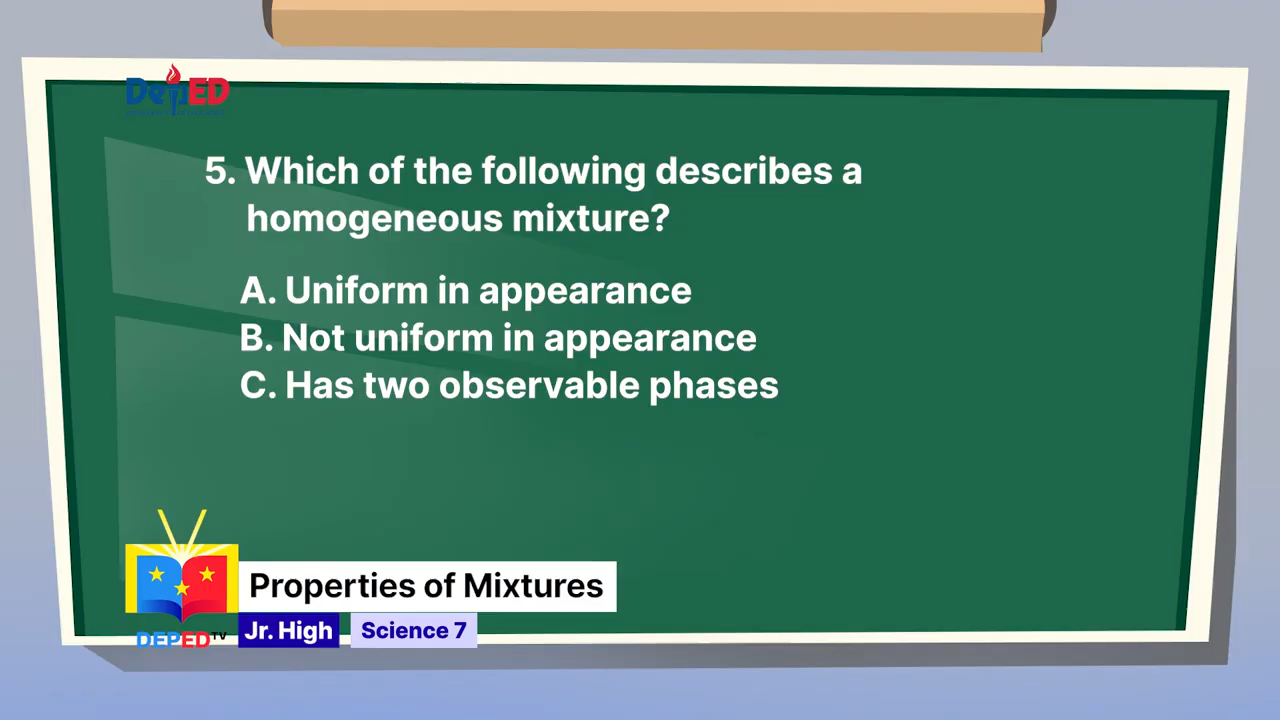 DepED
5. Which of the following describes a
homogeneous mixture?
A. Uniform in appearance
B. Not uniform in appearance
C. Has two observable phases
Properties of Mixtures
Jr. High
Science 7
DEPED TV